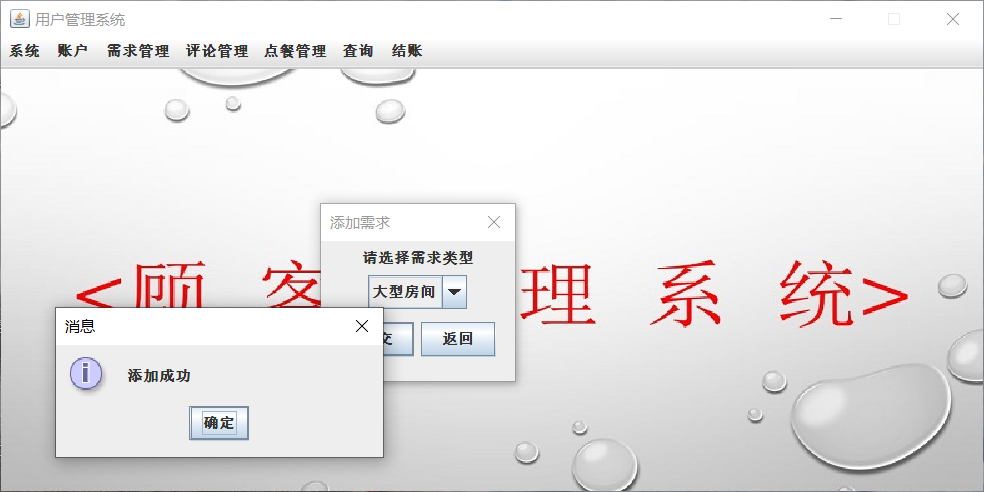 用户管理系统
系统 账户 需求管理 评论管理 点餐管理 查询 结账
添加需求
请选择需求类型
大型房间
<顾 客 理 系 统>
交 返回
消息
添加成功
确定